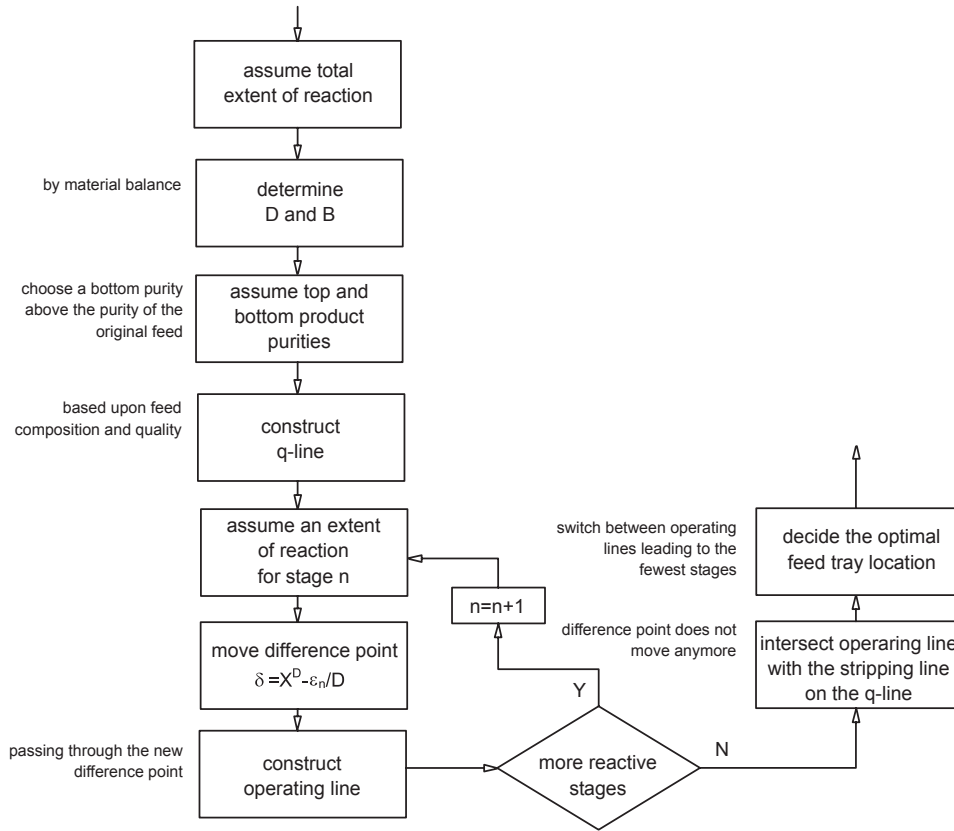 assume total
extent of reaction
by material balance
determine
D and B
choose a bottom purity
above the purity of the
original feed
assume top and
bottom product
purities
based upon feed
composition and quality
construct
q-line
assume an extent
of reaction
for stage n
move difference point
δ =X^D-ε_n/D
passing through the new
difference point
construct
operating line
more reactive
stages
Y
n=n+1
N
difference point does not
move anymore
intersect operaring line
with the stripping line
on the q-line
switch between operating
lines leading to the
fewest stages
decide the optimal
feed tray location